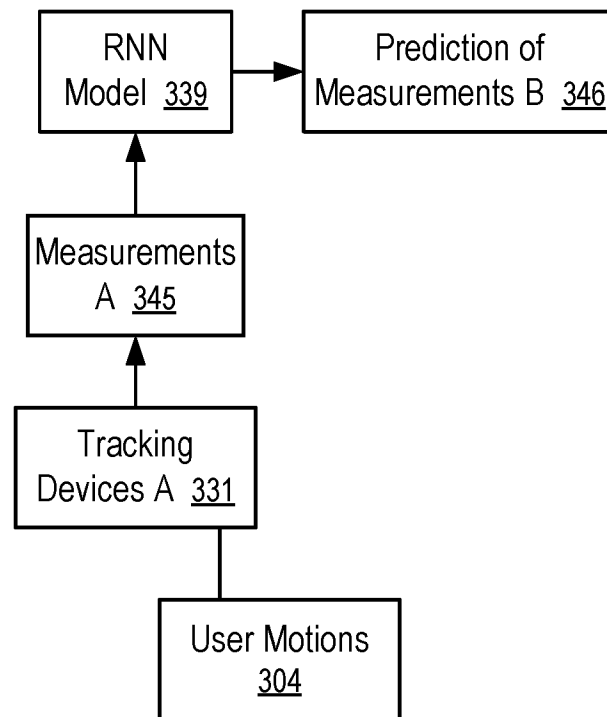 RNN
Model 339
Prediction of
Measurements B 346
Measurements
A 345
Tracking
Devices A 331
User Motions
304